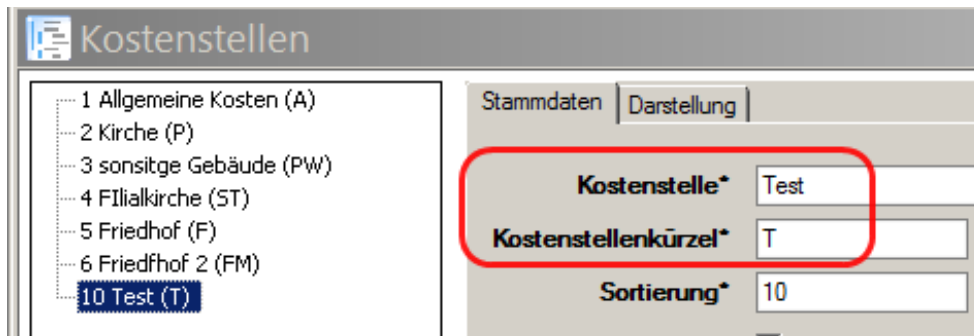 Kostenstellen
1 Allgemeine Kosten (A)
2 Kirche (P)
3 sonsitge Gebäude (PW)
4 FIlialkirche (ST)
5 Friedhof (F)
6 Friedfhof 2 (FM)
10 Test (T)
Stammdaten
Darstellung
Kostenstelle* Test
Kostenstellenkürzel* T
Sortierung* 10